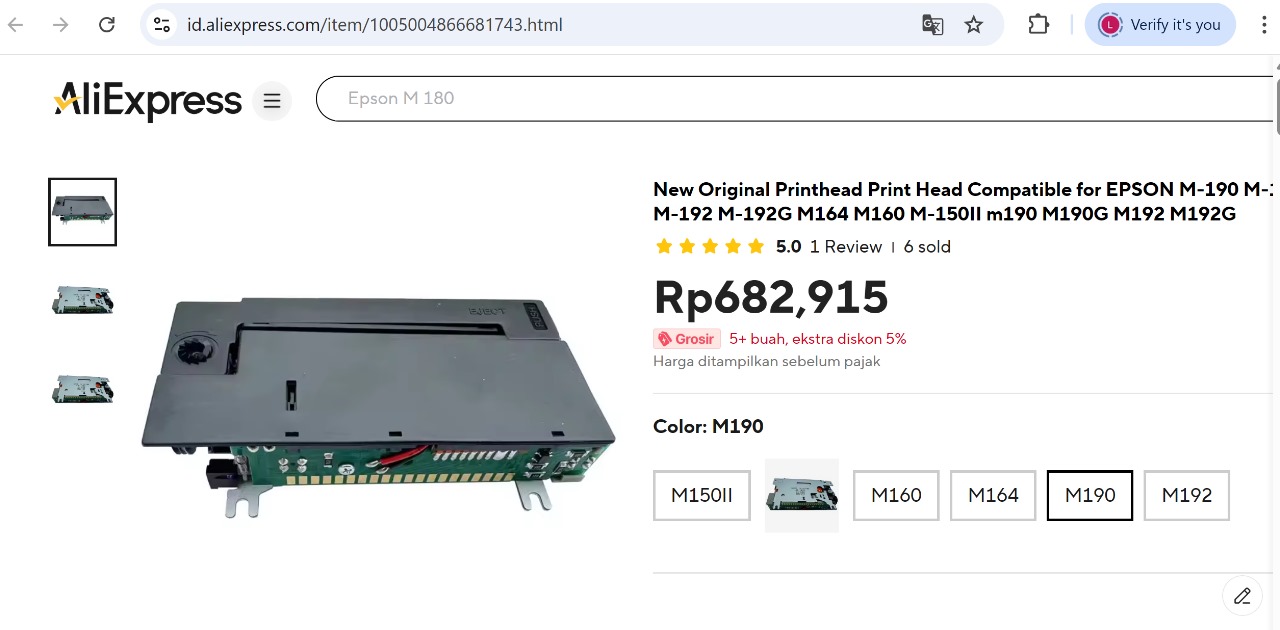 id.aliexpress.com/item/1005004866681743.html
L Verify it's you
AliExpress
Epson M 180
New Original Printhead Print Head Compatible for EPSON M-190 M-
M-192 M-192G M164 M160 M-150II m190 M190G M192 M192G
5.0 1 Review | 6 sold
Rp682,915
Grosir 5+ buah, ekstra diskon 5%
Harga ditampilkan sebelum pajak
Color: M190
M150II M160 M164 M190 M192
EJECT
PUSH